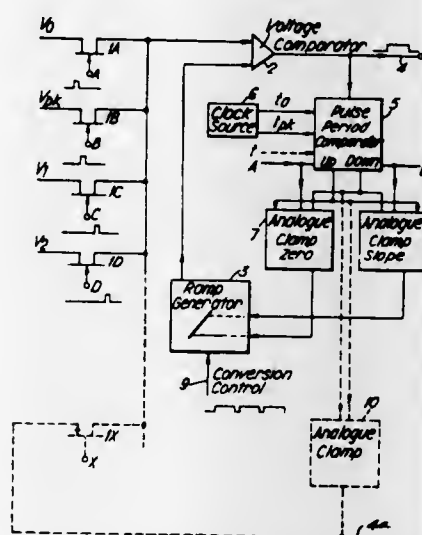 V0
1A
A
Vpk
1B
B
V1
1C
C
V2
1D
D
1X
X
Voltage
Comparator
2
4
6
Clock
Source
to
tpk
t
A
Pulse
Period
Comparator
Up Down
5
7
Analogue
Clamp
Zero
Analogue
Clamp
Slope
3
Ramp
Generator
9
Conversion
Control
10
Analogue
Clamp
4a